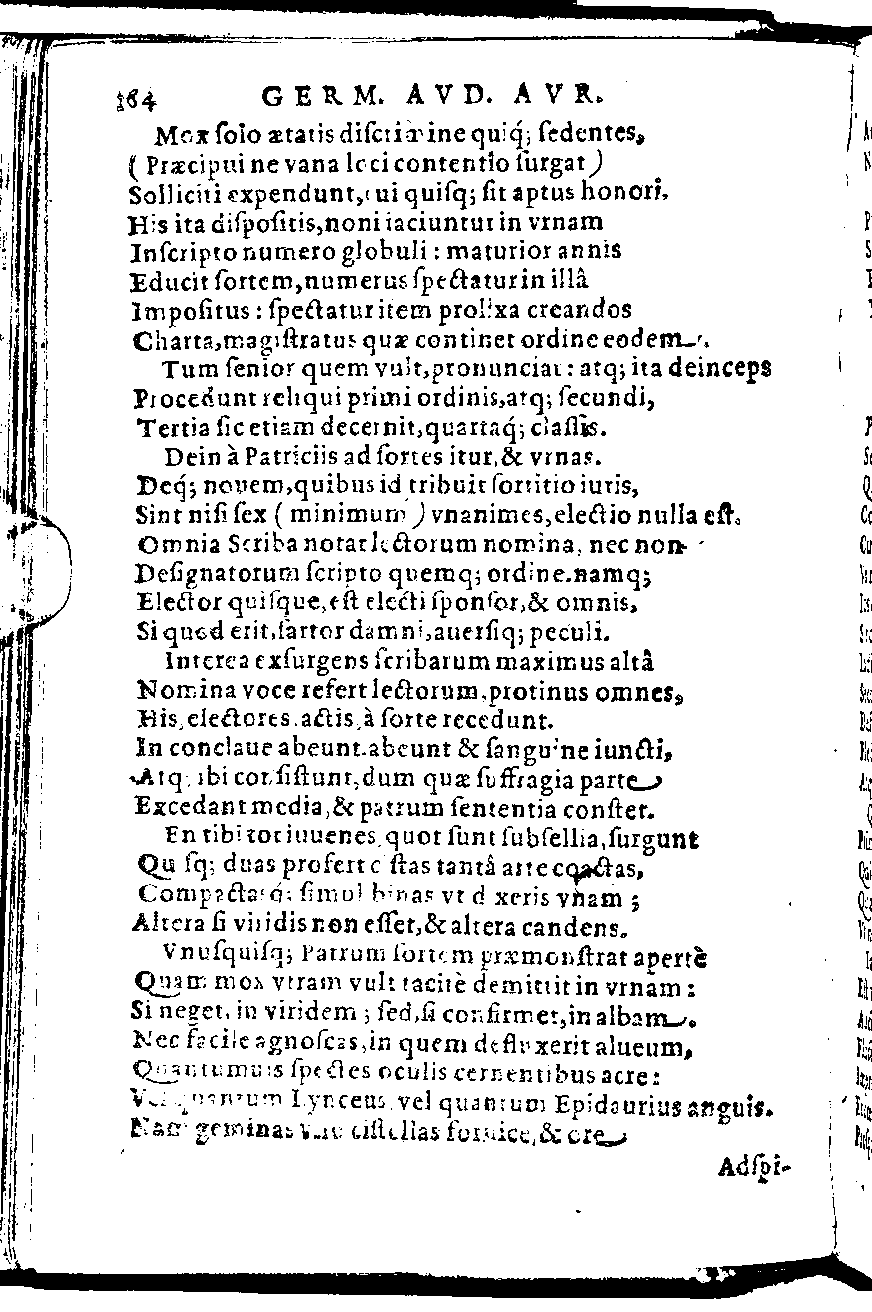 164 GERM. AVD. AVR.
Mox ſolo ætatis diſcrimine quiq́; ſedentes,
( Præcipui ne vana loci contentio ſurgat )
Solliciti expendunt, cui quiſq; ſit aptus honori.
His ita diſpoſitis, non iaciuntur in vrnam
Inſcripto numero globuli : maturior annis
Educit ſortem, numerus ſpectatur in illâ
Impoſitus : ſpectatur item prolixa creandos
Charta, magiſtratus quæ continet ordine eodem.
Tum ſenior quem vult, pronunciat : atq; ita deinceps
Procedunt reliqui primi ordinis, atq; ſecundi,
Tertia ſic etiam decernit, quartaq́; claſſis.
Dein à Patriciis ad ſortes itur, & vrnas.
Deq́; novem, quibus id tribuit ſortitio iuris,
Sint niſi ſex ( minimum ) vnanimes, electio nulla eſt.
Omnia Scriba notat lectorum nomina, nec non
Deſignatorum ſcripto quemq; ordine. namq;
Elector quiſque, eſt electi ſponſor, & omnis,
Si quod erit, ſartor damni, auerſiq; peculi.
Interea exſurgens ſcribarum maximus altâ
Nomina voce refert lectorum, protinus omnes,
His, electores, actis, à ſorte recedunt.
In conclaue abeunt. abeunt & ſanguine iuncti,
Atq. ibi conſiſtunt, dum quæ ſuffragia parte
Excedant media, & patrum ſententia conſtet.
En tibi tot iuuenes, quot ſunt ſubſellia, ſurgunt
Quiſq; duas profert ciſtas tantâ arte coactas,
Compactaſq́; ſimul binas vt dixeris vnam ;
Altera ſi viridis non eſſet, & altera candens.
Vnuſquiſq; Patrum ſortem præmonſtrat apertè
Quam mox vtram vult tacitè demittit in vrnam :
Si neget, in viridem ; ſed, ſi confirmet, in albam.
Nec facile agnoſcas, in quem defluxerit alueum,
Quantumuis ſpectes oculis cernentibus acre :
Vel quantum Lynceus, vel quantum Epidaurius anguis.
Nam geminas vno ciſtellas fornice, & ore
Adſpi-